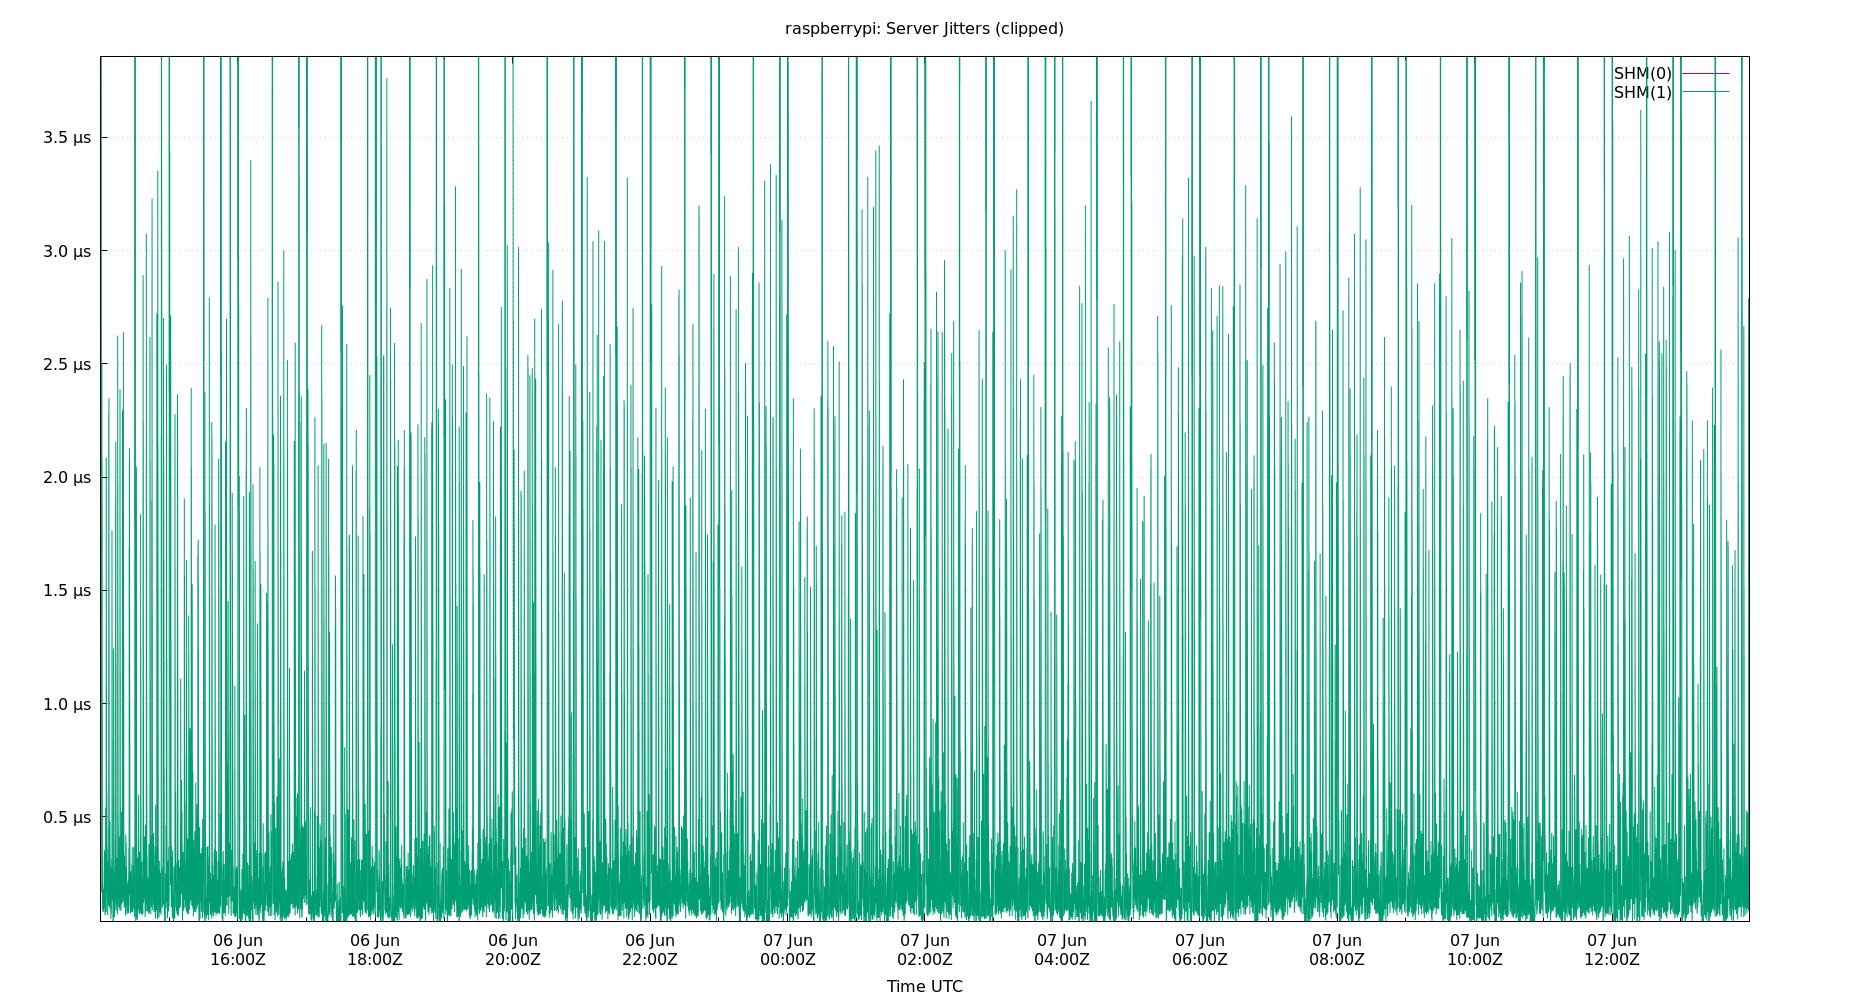 raspberrypi: Server Jitters (clipped)
SHM(0)
SHM(1)
3.5 μs
3.0 μs
2.5 μs
2.0 μs
1.5 μs
1.0 μs
0.5 μs
06 Jun 06 Jun 06 Jun 06 Jun 07 Jun 07 Jun 07 Jun 07 Jun 07 Jun 07 Jun 07 Jun
16:00Z 18:00Z 20:00Z 22:00Z 00:00Z 02:00Z 04:00Z 06:00Z 08:00Z 10:00Z 12:00Z
Time UTC